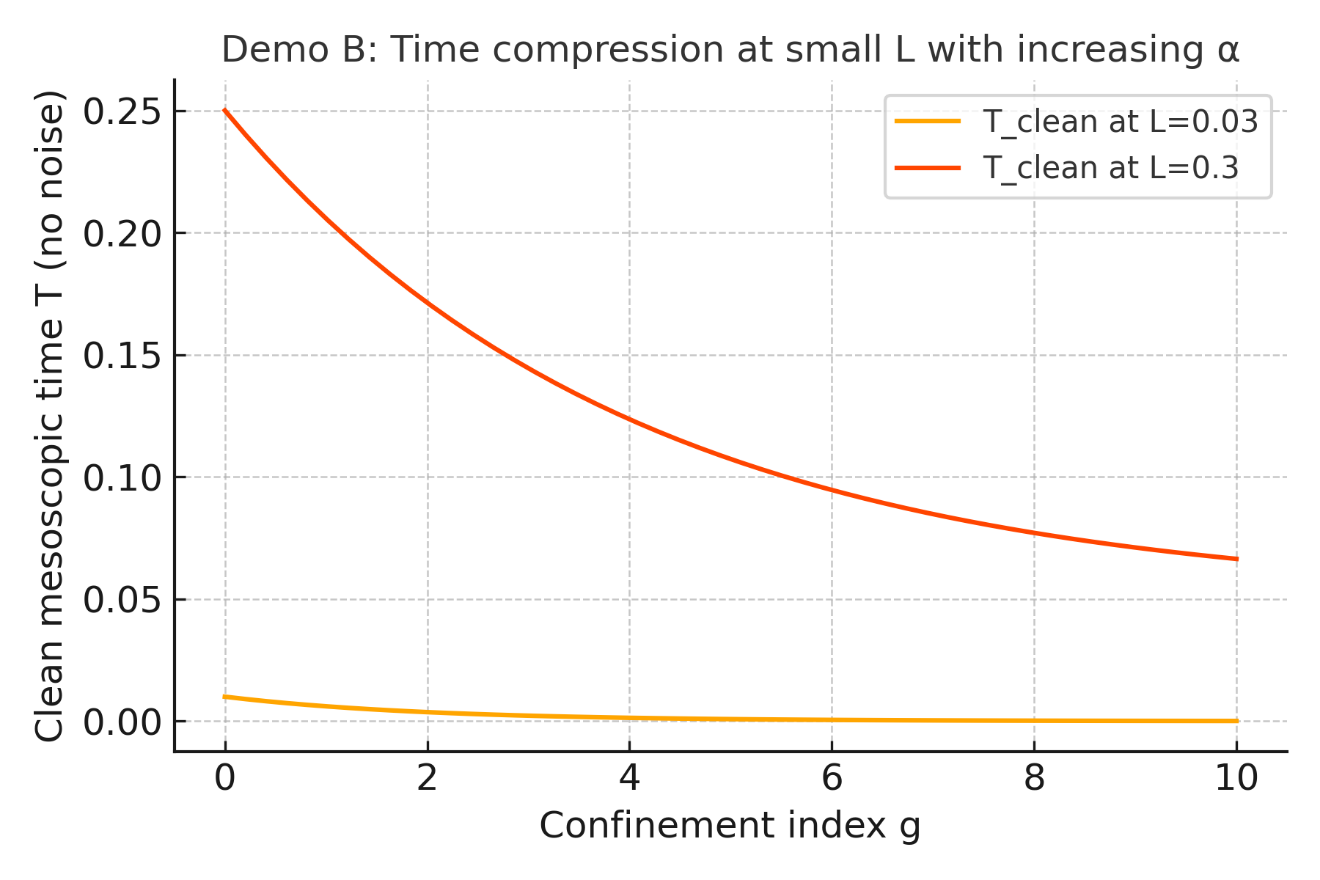 Demo B: Time compression at small L with increasing α
T_clean at L=0.03
T_clean at L=0.3
Clean mesoscopic time T (no noise)
0.25
0.20
0.15
0.10
0.05
0.00
0 2 4 6 8 10
Confinement index g